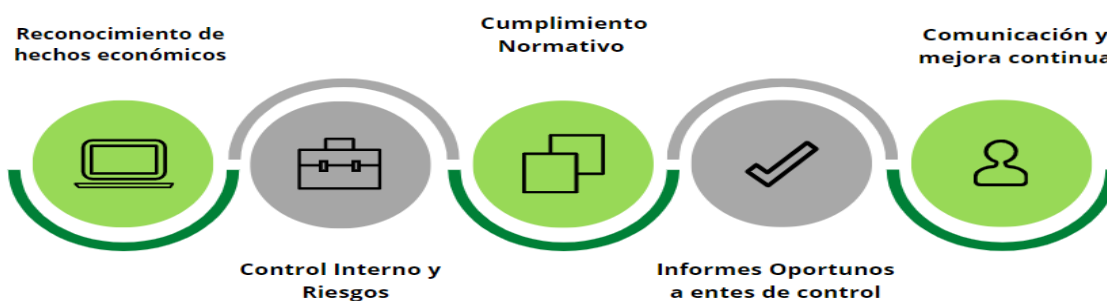 Reconocimiento de
hechos económicos
Control Interno y
Riesgos
Cumplimiento
Normativo
Informes Oportunos
a entes de control
Comunicación y
mejora continua